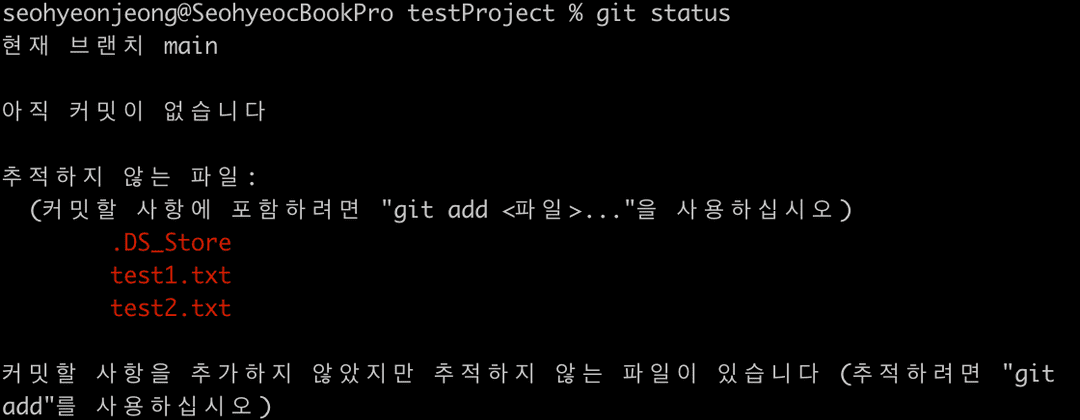 seohyeonjeong@SeohyeocBookPro testProject % git status
현재 브랜치 main
아직 커밋이 없습니다
추적하지 않는 파일:
(커밋할 사항에 포함하려면 "git add <파일>..."을 사용하십시오)
.DS_Store
test1.txt
test2.txt
커밋할 사항을 추가하지 않았지만 추적하지 않는 파일이 있습니다 (추적하려면 "git
add"를 사용하십시오)